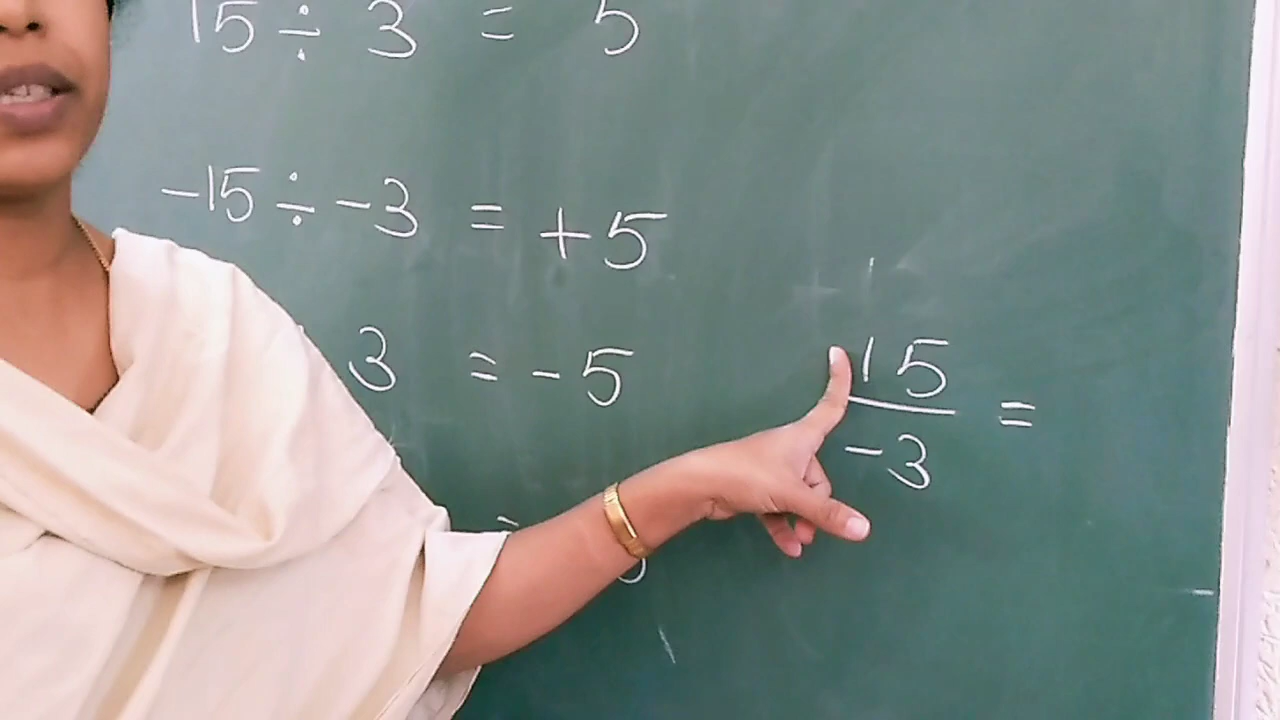 15 ÷ 3 = 5
-15 ÷ -3 = +5
3 = -5
15
-3 =